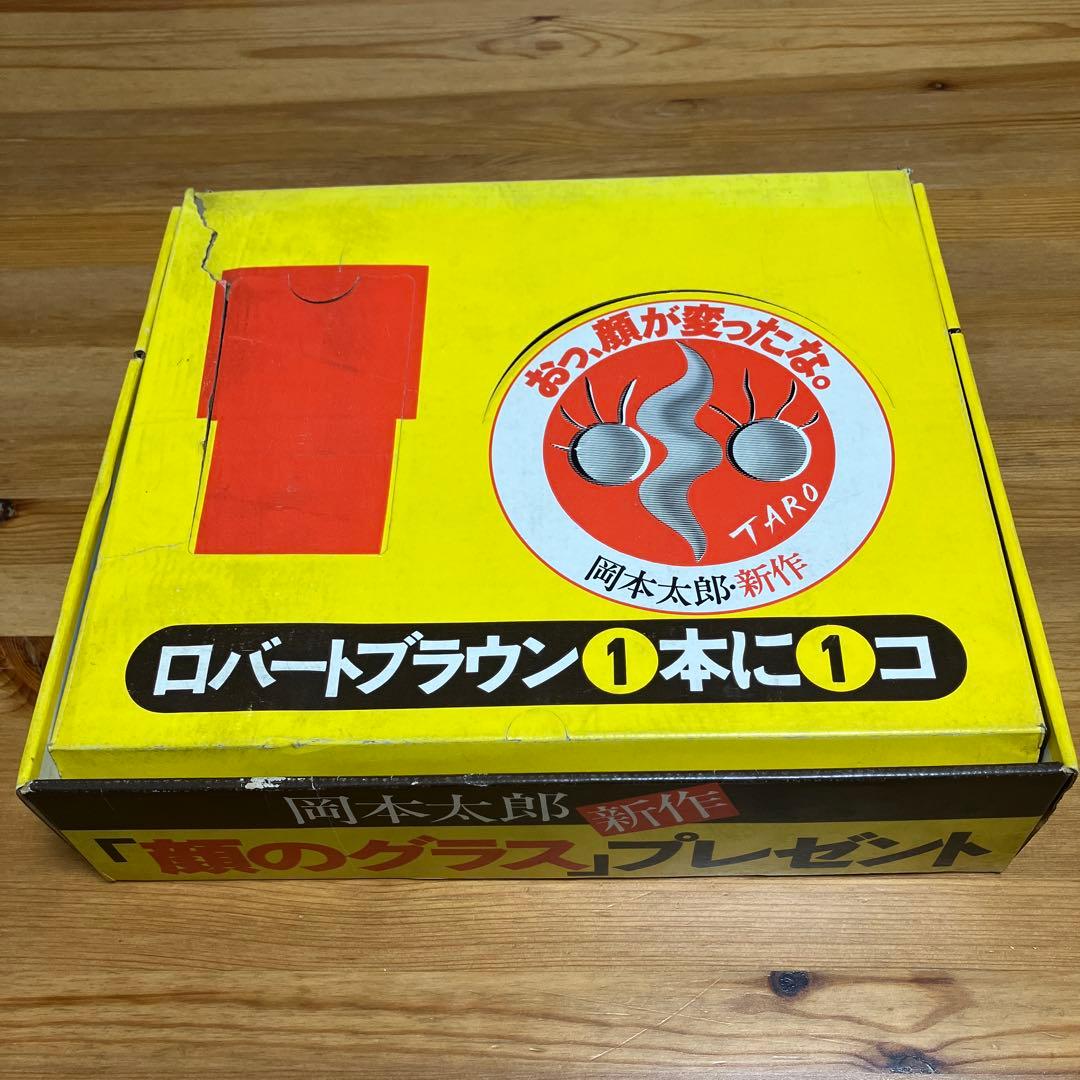 おっ、顔が変ったな。
TARO
岡本太郎・新作
ロバートブラウン1本に1コ
岡本太郎 新作
「顔のグラス」プレゼント